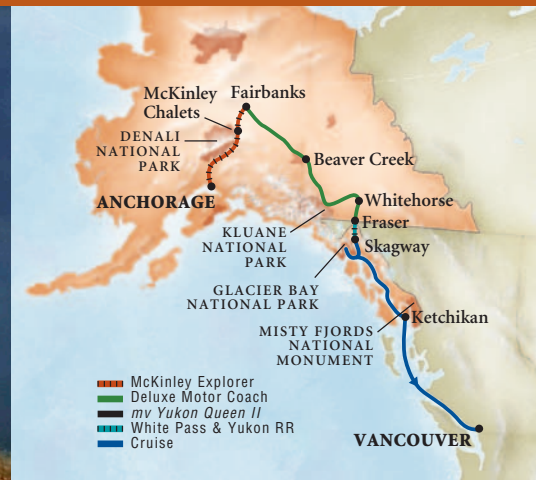 McKinley
Chalets
Fairbanks
DENALI
NATIONAL
PARK
ANCHORAGE
Beaver Creek
Whitehorse
Fraser
Skagway
KLUANE
NATIONAL
PARK
GLACIER BAY
NATIONAL PARK
MISTY FJORDS
NATIONAL
MONUMENT
Ketchikan
VANCOUVER
McKinley Explorer
Deluxe Motor Coach
mv Yukon Queen II
White Pass & Yukon RR
Cruise